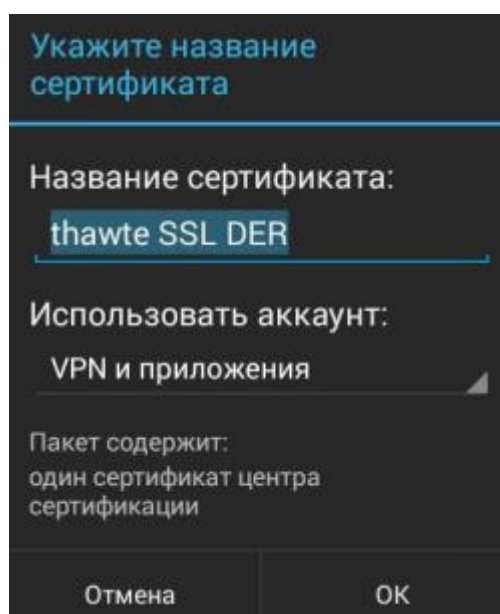 Укажите название
сертификата
Название сертификата:
thawte SSL DER
Использовать аккаунт:
VPN и приложения
Пакет содержит:
один сертификат центра
сертификации
Отмена
ОК